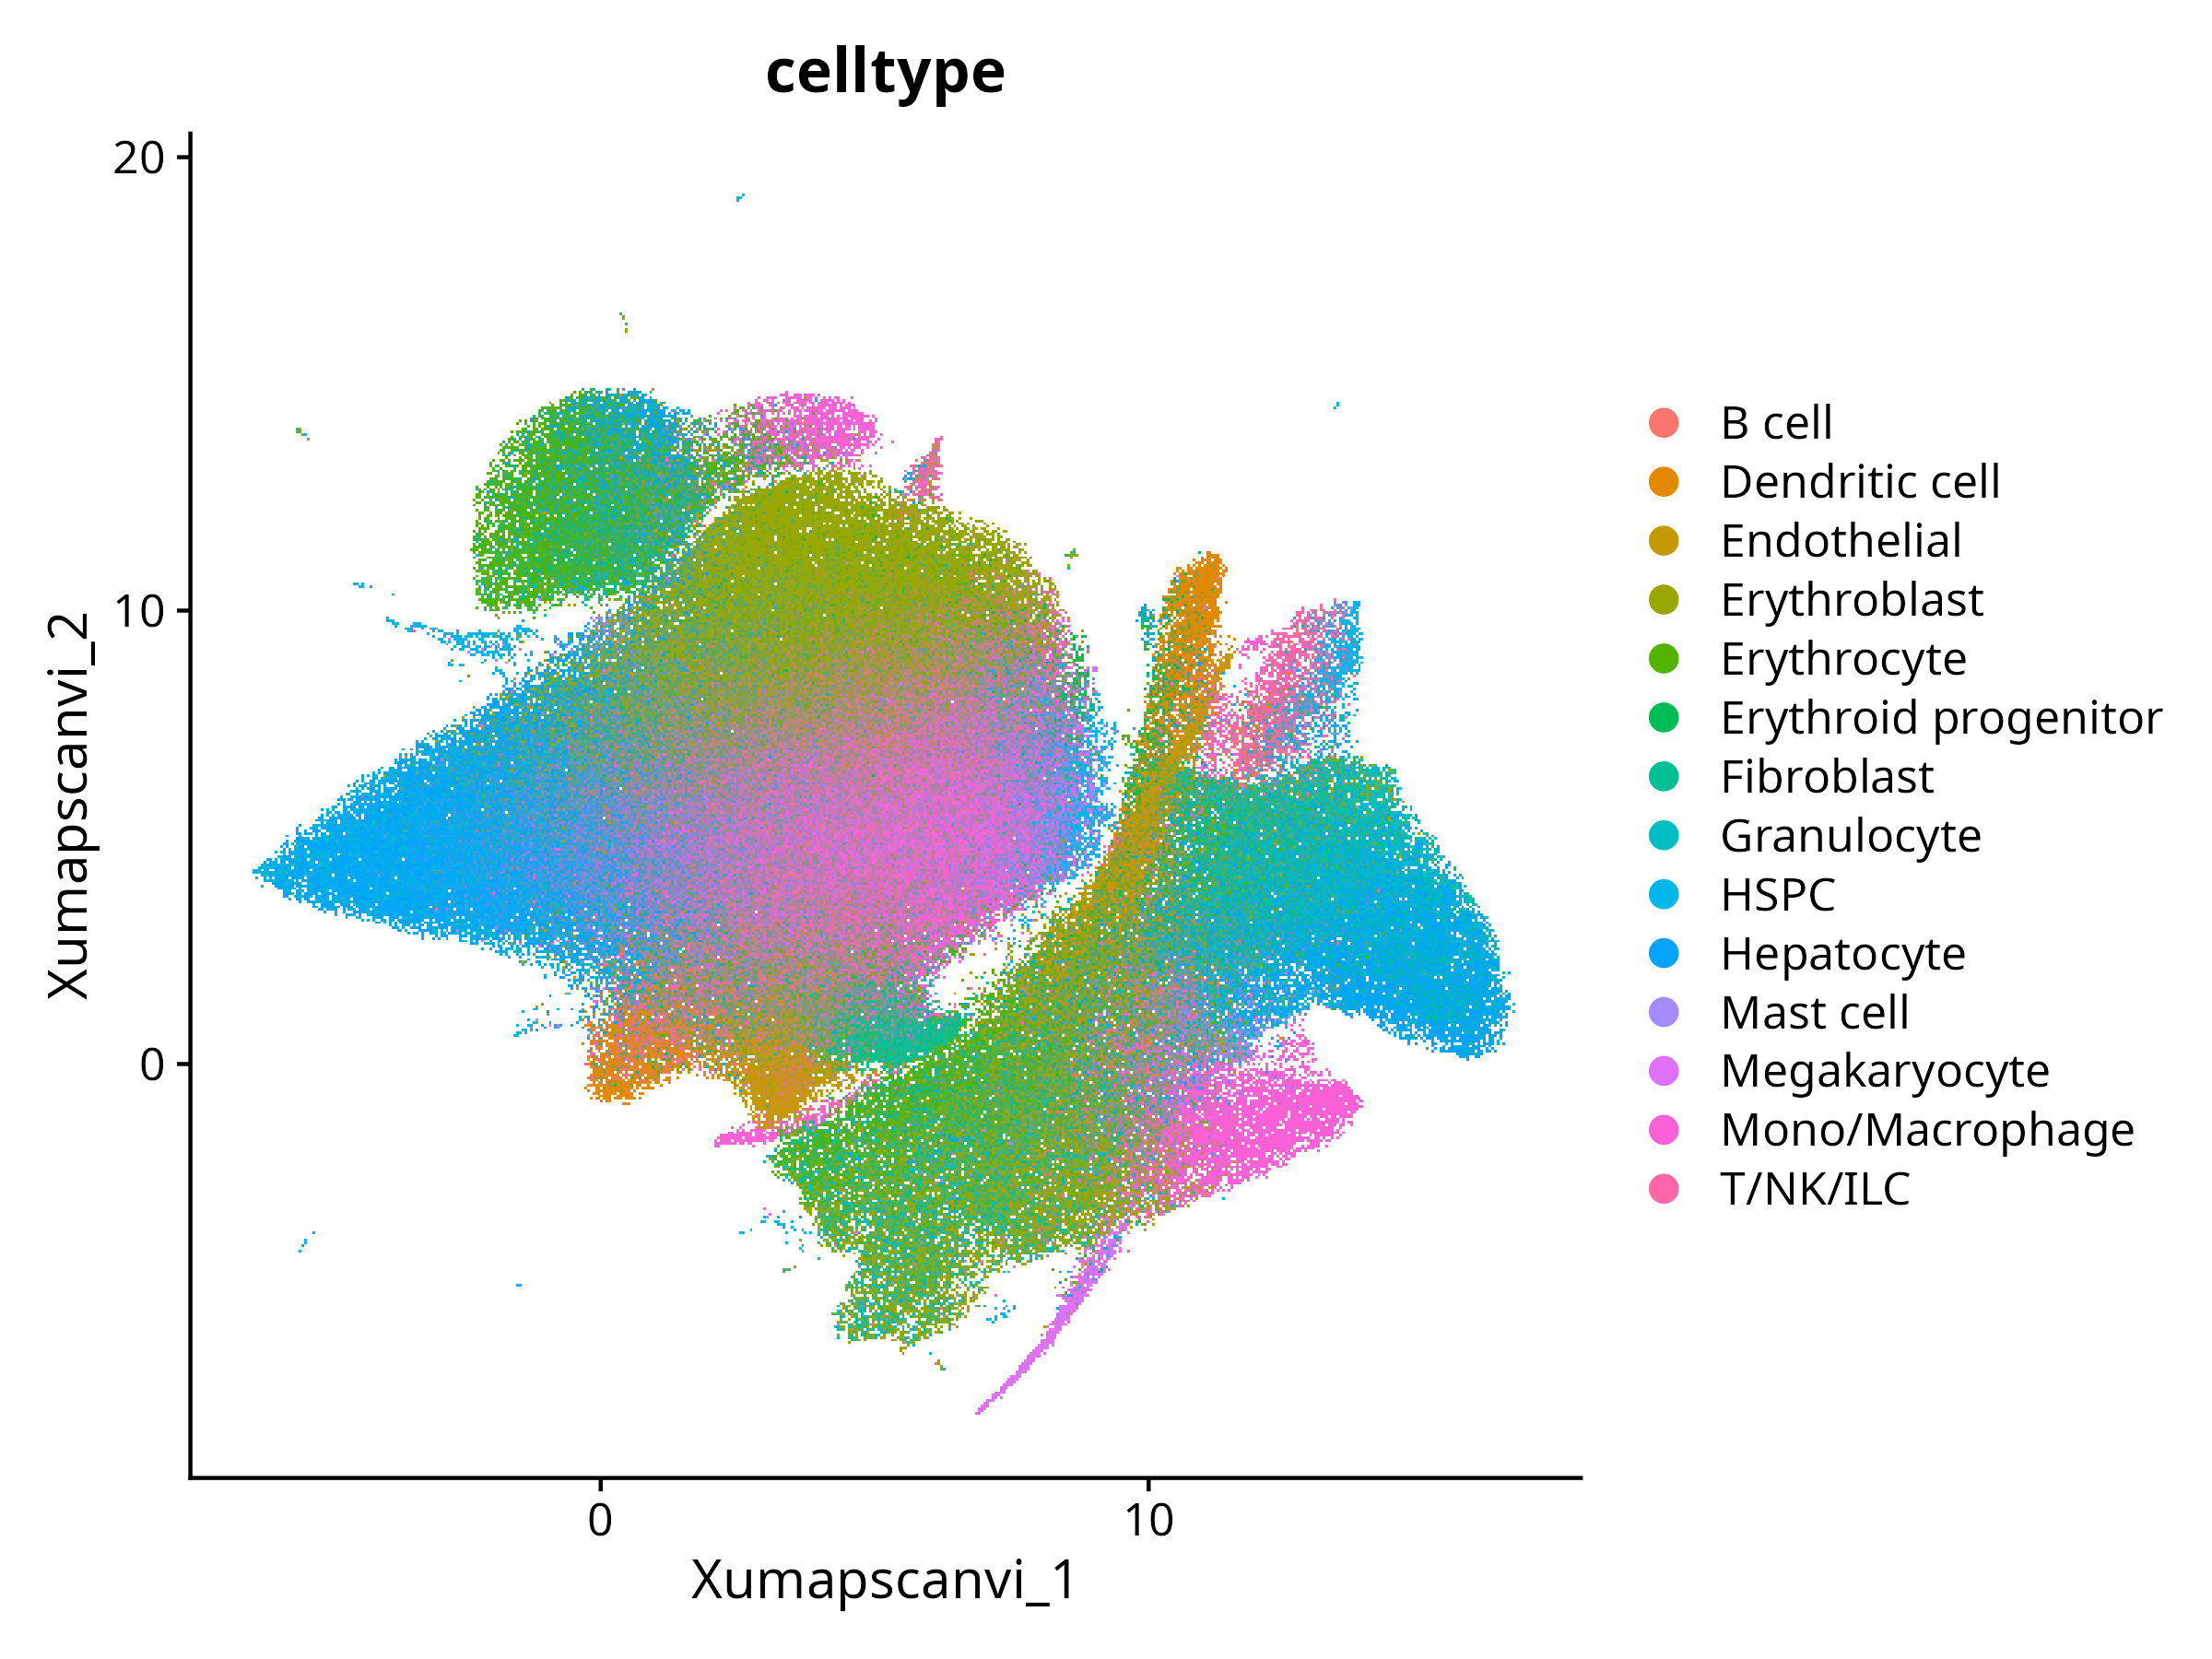 celltype
20
10
0
Xumapscanvi_2
0
10
Xumapscanvi_1
B cell
Dendritic cell
Endothelial
Erythroblast
Erythrocyte
Erythroid progenitor
Fibroblast
Granulocyte
HSPC
Hepatocyte
Mast cell
Megakaryocyte
Mono/Macrophage
T/NK/ILC